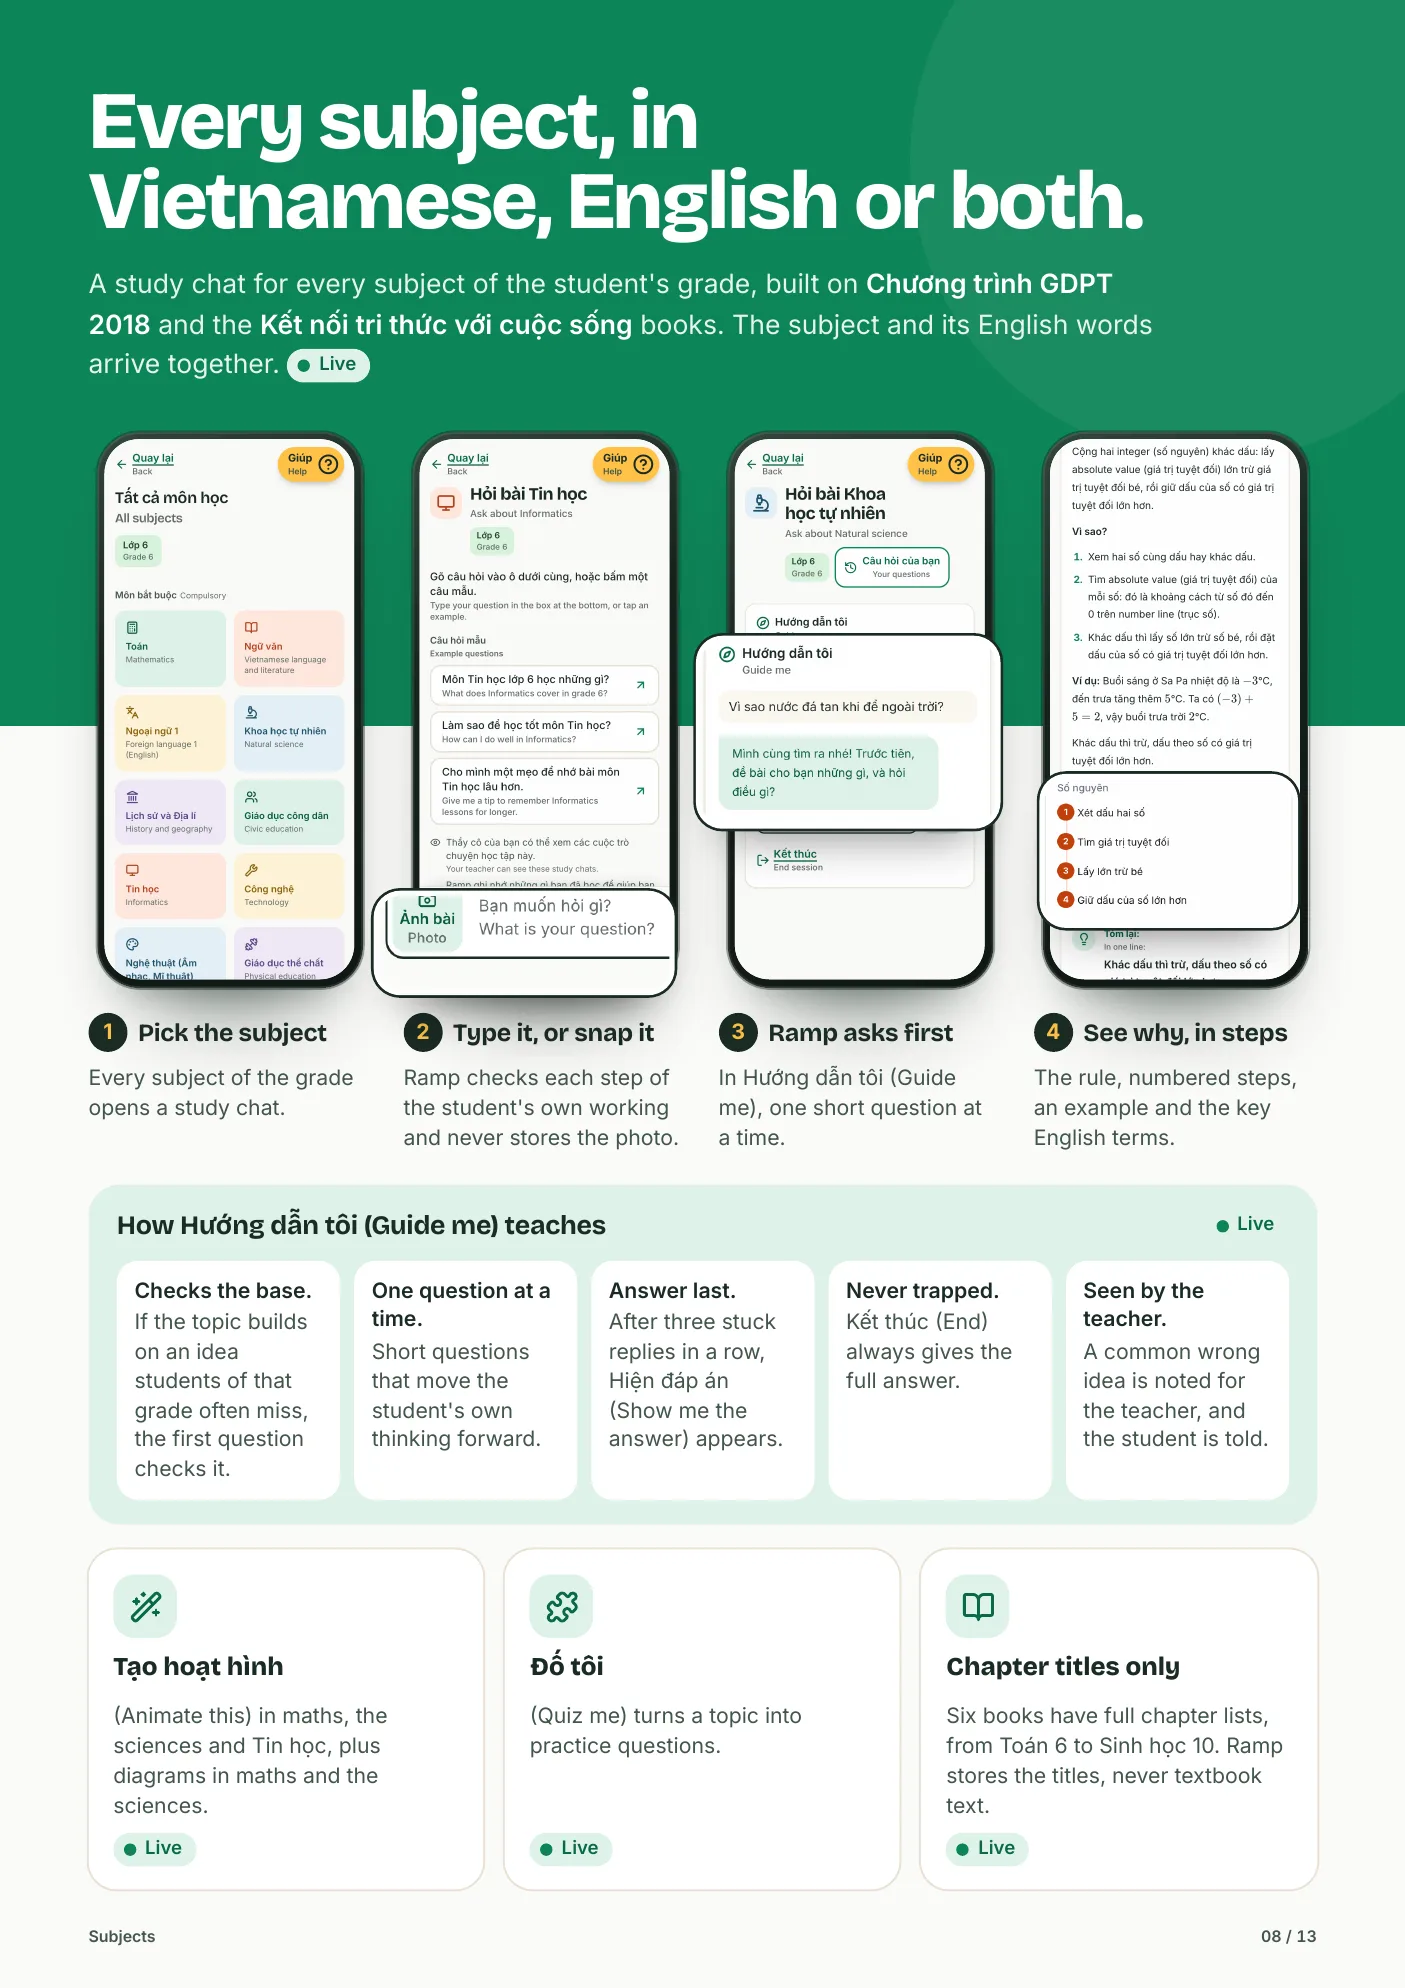 Every subject, in
Vietnamese, English or both.
A study chat for every subject of the student's grade, built on Chương trình GDPT
2018 and the Kết nối tri thức với cuộc sống books. The subject and its English words
arrive together. Live
Quay lại
Back
Giúp
Help
Tất cả môn học
All subjects
Lớp 6
Grade 6
Môn bắt buộc Compulsory
Toán
Mathematics
Ngữ văn
Vietnamese language
and literature
Ngoại ngữ 1
Foreign language 1
(English)
Khoa học tự nhiên
Natural science
Lịch sử và Địa lí
History and geography
Giáo dục công dân
Civic education
Tin học
Informatics
Công nghệ
Technology
Nghệ thuật (Âm
nhạc, Mĩ thuật)
Giáo dục thể chất
Physical education
Quay lại
Back
Giúp
Help
Hỏi bài Tin học
Ask about Informatics
Lớp 6
Grade 6
Gõ câu hỏi vào ô dưới cùng, hoặc bấm một
câu mẫu.
Type your question in the box at the bottom, or tap an
example.
Câu hỏi mẫu
Example questions
Môn Tin học lớp 6 học những gì?
What does Informatics cover in grade 6?
Làm sao để học tốt môn Tin học?
How can I do well in Informatics?
Cho mình một mẹo để nhớ bài môn
Tin học lâu hơn.
Give me a tip to remember Informatics
lessons for longer.
Thầy cô của bạn có thể xem các cuộc trò
chuyện học tập này.
Your teacher can see these study chats.
Ramp ghi nhớ những gì bạn đã học để giúp bạn
Ảnh bài
Photo
Bạn muốn hỏi gì?
What is your question?
Quay lại
Back
Giúp
Help
Hỏi bài Khoa
học tự nhiên
Ask about Natural science
Lớp 6
Grade 6
Câu hỏi của bạn
Your questions
Hướng dẫn tôi
Hướng dẫn tôi
Guide me
Vì sao nước đá tan khi để ngoài trời?
Mình cùng tìm ra nhé! Trước tiên,
đề bài cho bạn những gì, và hỏi
điều gì?
Kết thúc
End session
Cộng hai integer (số nguyên) khác dấu: lấy
absolute value (giá trị tuyệt đối) lớn trừ giá
trị tuyệt đối bé, rồi giữ dấu của số có giá trị
tuyệt đối lớn hơn.
Vì sao?
1. Xem hai số cùng dấu hay khác dấu.
2. Tìm absolute value (giá trị tuyệt đối) của
mỗi số: đó là khoảng cách từ số đó đến
0 trên number line (trục số).
3. Khác dấu thì lấy số lớn trừ số bé, rồi đặt
dấu của số có giá trị tuyệt đối lớn hơn.
Ví dụ: Buổi sáng ở Sa Pa nhiệt độ là −3°C,
đến trưa tăng thêm 5°C. Ta có (−3) +
5 = 2, vậy buổi trưa trời 2°C.
Khác dấu thì trừ, dấu theo số có giá trị
tuyệt đối lớn hơn.
Số nguyên
1 Xét dấu hai số
2 Tìm giá trị tuyệt đối
3 Lấy lớn trừ bé
4 Giữ dấu của số lớn hơn
Tóm lại:
In one line:
Khác dấu thì trừ, dấu theo số có
1 Pick the subject
Every subject of the grade
opens a study chat.
2 Type it, or snap it
Ramp checks each step of
the student's own working
and never stores the photo.
3 Ramp asks first
In Hướng dẫn tôi (Guide
me), one short question at
a time.
4 See why, in steps
The rule, numbered steps,
an example and the key
English terms.
How Hướng dẫn tôi (Guide me) teaches
Live
Checks the base.
If the topic builds
on an idea
students of that
grade often miss,
the first question
checks it.
One question at a
time.
Short questions
that move the
student's own
thinking forward.
Answer last.
After three stuck
replies in a row,
Hiện đáp án
(Show me the
answer) appears.
Never trapped.
Kết thúc (End)
always gives the
full answer.
Seen by the
teacher.
A common wrong
idea is noted for
the teacher, and
the student is told.
Tạo hoạt hình
(Animate this) in maths, the
sciences and Tin học, plus
diagrams in maths and the
sciences.
Live
Đố tôi
(Quiz me) turns a topic into
practice questions.
Live
Chapter titles only
Six books have full chapter lists,
from Toán 6 to Sinh học 10. Ramp
stores the titles, never textbook
text.
Live
Subjects
08 / 13